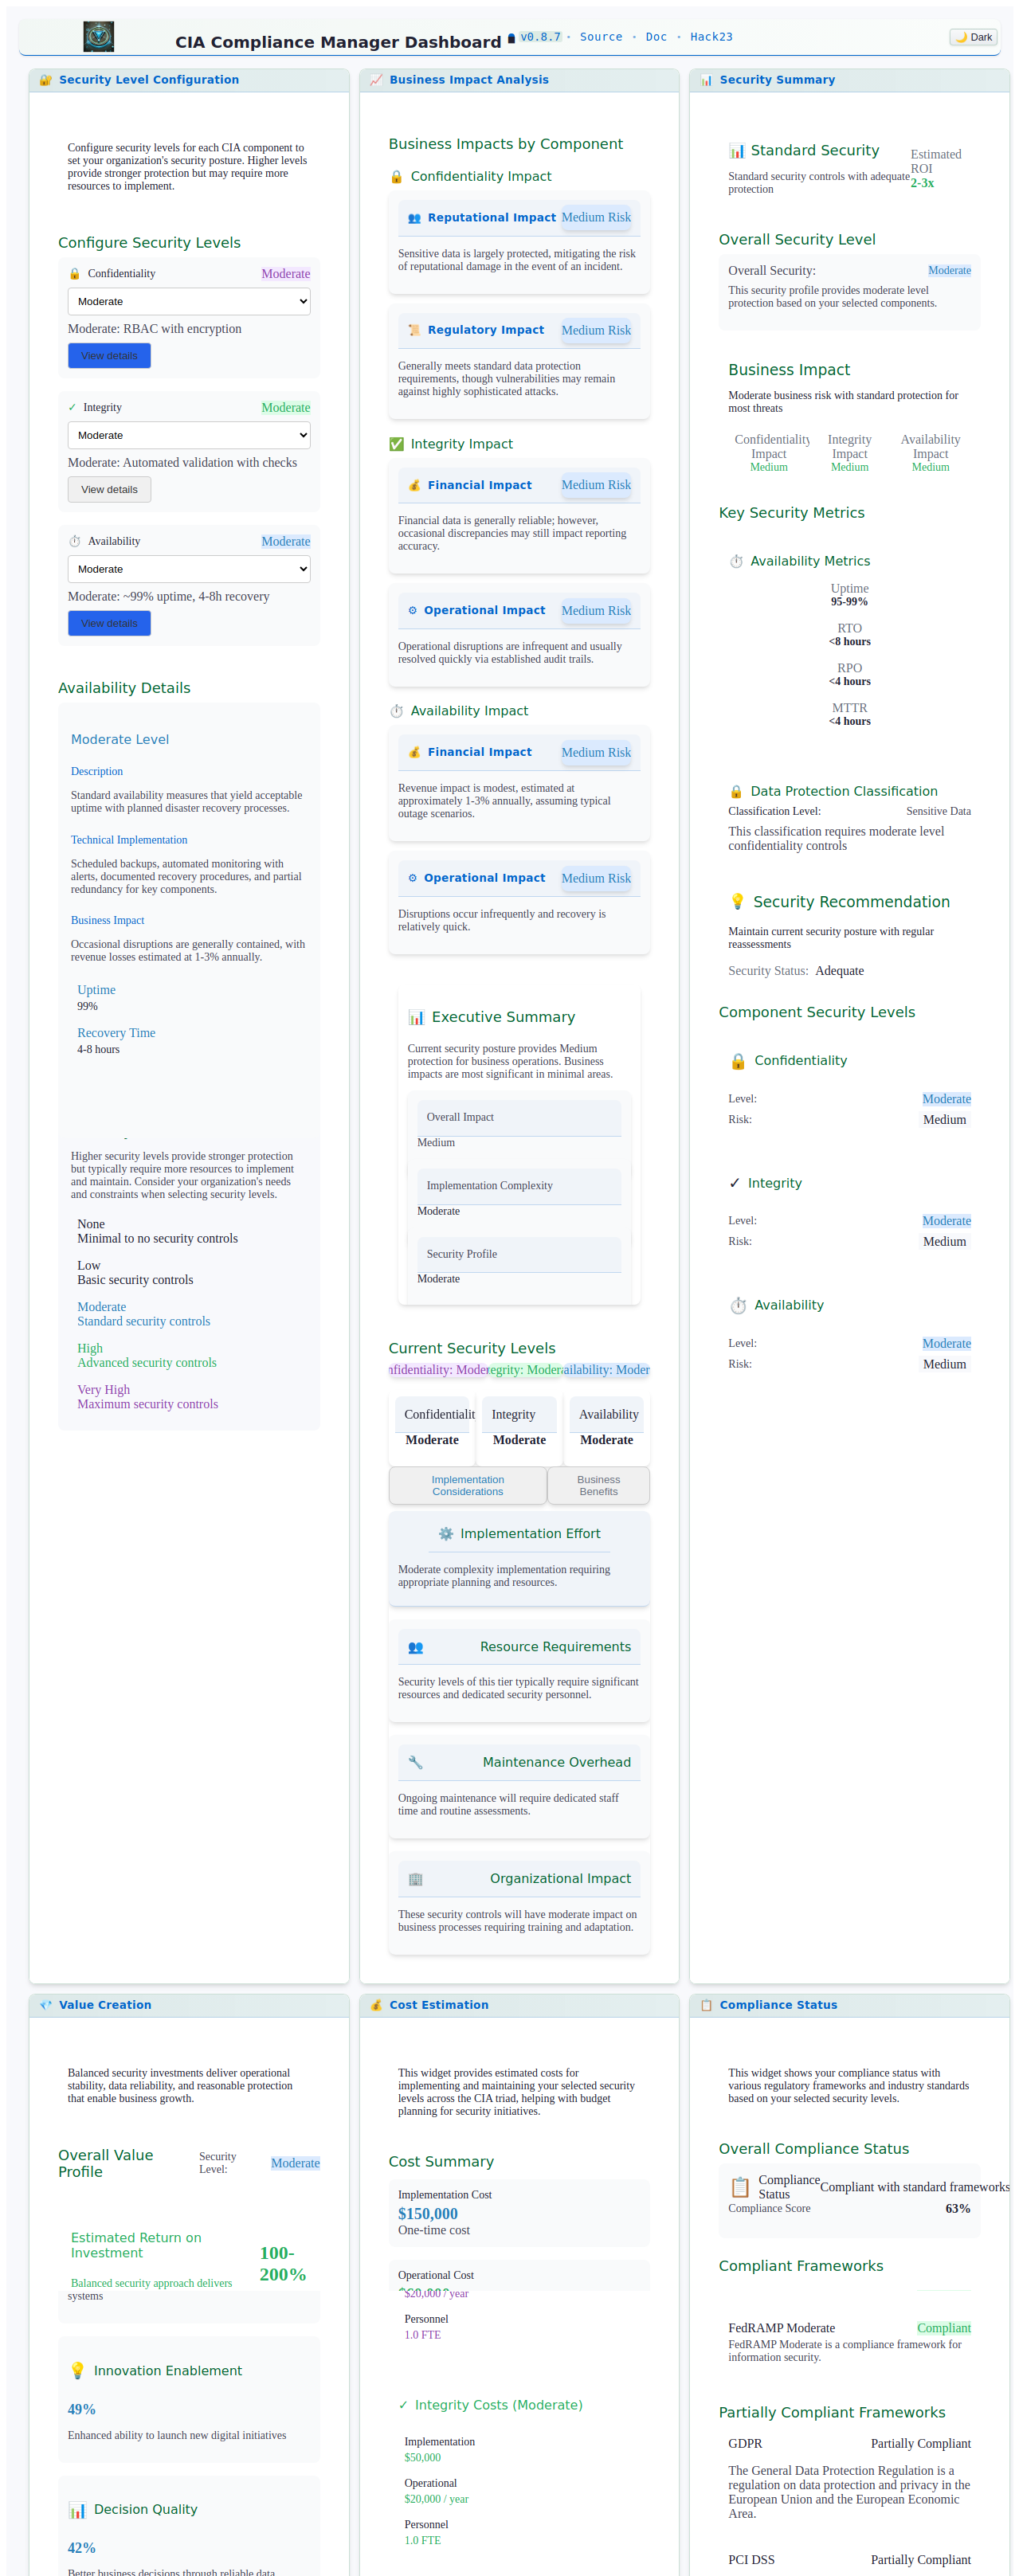 CIA Compliance Manager Dashboard
v0.8.7 • Source • Doc • Hack23
🌙 Dark
🔐 Security Level Configuration
Configure security levels for each CIA component to
set your organization's security posture. Higher levels
provide stronger protection but may require more
resources to implement.
Configure Security Levels
🔒 Confidentiality Moderate
Moderate
Moderate: RBAC with encryption
View details
✓ Integrity Moderate
Moderate
Moderate: Automated validation with checks
View details
⏱️ Availability Moderate
Moderate
Moderate: ~99% uptime, 4-8h recovery
View details
Availability Details
Moderate Level
Description
Standard availability measures that yield acceptable
uptime with planned disaster recovery processes.
Technical Implementation
Scheduled backups, automated monitoring with
alerts, documented recovery procedures, and partial
redundancy for key components.
Business Impact
Occasional disruptions are generally contained, with
revenue losses estimated at 1-3% annually.
Uptime
99%
Recovery Time
4-8 hours
Higher security levels provide stronger protection
but typically require more resources to implement
and maintain. Consider your organization's needs
and constraints when selecting security levels.
None
Minimal to no security controls
Low
Basic security controls
Moderate
Standard security controls
High
Advanced security controls
Very High
Maximum security controls
📈 Business Impact Analysis
Business Impacts by Component
🔒 Confidentiality Impact
👥 Reputational Impact Medium Risk
Sensitive data is largely protected, mitigating the risk
of reputational damage in the event of an incident.
📜 Regulatory Impact Medium Risk
Generally meets standard data protection
requirements, though vulnerabilities may remain
against highly sophisticated attacks.
✅ Integrity Impact
💰 Financial Impact Medium Risk
Financial data is generally reliable; however,
occasional discrepancies may still impact reporting
accuracy.
⚙ Operational Impact Medium Risk
Operational disruptions are infrequent and usually
resolved quickly via established audit trails.
⏱️ Availability Impact
💰 Financial Impact Medium Risk
Revenue impact is modest, estimated at
approximately 1-3% annually, assuming typical
outage scenarios.
⚙ Operational Impact Medium Risk
Disruptions occur infrequently and recovery is
relatively quick.
📊 Executive Summary
Current security posture provides Medium
protection for business operations. Business
impacts are most significant in minimal areas.
Overall Impact
Medium
Implementation Complexity
Moderate
Security Profile
Moderate
Current Security Levels
nfidentiality: Moder egrity: Modera ailability: Moder
Confidentialit Integrity Availability
Moderate Moderate Moderate
Implementation Considerations Business Benefits
⚙️ Implementation Effort
Moderate complexity implementation requiring
appropriate planning and resources.
👥 Resource Requirements
Security levels of this tier typically require significant
resources and dedicated security personnel.
🔧 Maintenance Overhead
Ongoing maintenance will require dedicated staff
time and routine assessments.
🏢 Organizational Impact
These security controls will have moderate impact on
business processes requiring training and adaptation.
📊 Security Summary
📊 Standard Security
Standard security controls with adequate
protection
Estimated
ROI
2-3x
Overall Security Level
Overall Security: Moderate
This security profile provides moderate level
protection based on your selected components.
Business Impact
Moderate business risk with standard protection for
most threats
Confidentiality Impact Integrity Impact Availability Impact
Medium Medium Medium
Key Security Metrics
⏱️ Availability Metrics
Uptime
95-99%
RTO
<8 hours
RPO
<4 hours
MTTR
<4 hours
🔒 Data Protection Classification
Classification Level: Sensitive Data
This classification requires moderate level
confidentiality controls
💡 Security Recommendation
Maintain current security posture with regular
reassessments
Security Status: Adequate
Component Security Levels
🔒 Confidentiality
Level: Moderate
Risk: Medium
✓ Integrity
Level: Moderate
Risk: Medium
⏱️ Availability
Level: Moderate
Risk: Medium
💎 Value Creation
Balanced security investments deliver operational
stability, data reliability, and reasonable protection
that enable business growth.
Overall Value Profile Security Level: Moderate
Estimated Return on
Investment
100-
200%
Balanced security approach delivers
systems
💡 Innovation Enablement
49%
Enhanced ability to launch new digital initiatives
📊 Decision Quality
42%
Better business decisions through reliable data
💰 Cost Estimation
This widget provides estimated costs for
implementing and maintaining your selected security
levels across the CIA triad, helping with budget
planning for security initiatives.
Cost Summary
Implementation Cost
$150,000
One-time cost
Operational Cost
$20,000 / year
Personnel
1.0 FTE
✓ Integrity Costs (Moderate)
Implementation
$50,000
Operational
$20,000 / year
Personnel
1.0 FTE
📋 Compliance Status
This widget shows your compliance status with
various regulatory frameworks and industry standards
based on your selected security levels.
Overall Compliance Status
📋 Compliance Status Compliant with standard frameworks
Compliance Score 63%
Compliant Frameworks
FedRAMP Moderate Compliant
FedRAMP Moderate is a compliance framework for
information security.
Partially Compliant Frameworks
GDPR Partially Compliant
The General Data Protection Regulation is a
regulation on data protection and privacy in the
European Union and the European Economic
Area.
PCI DSS Partially Compliant